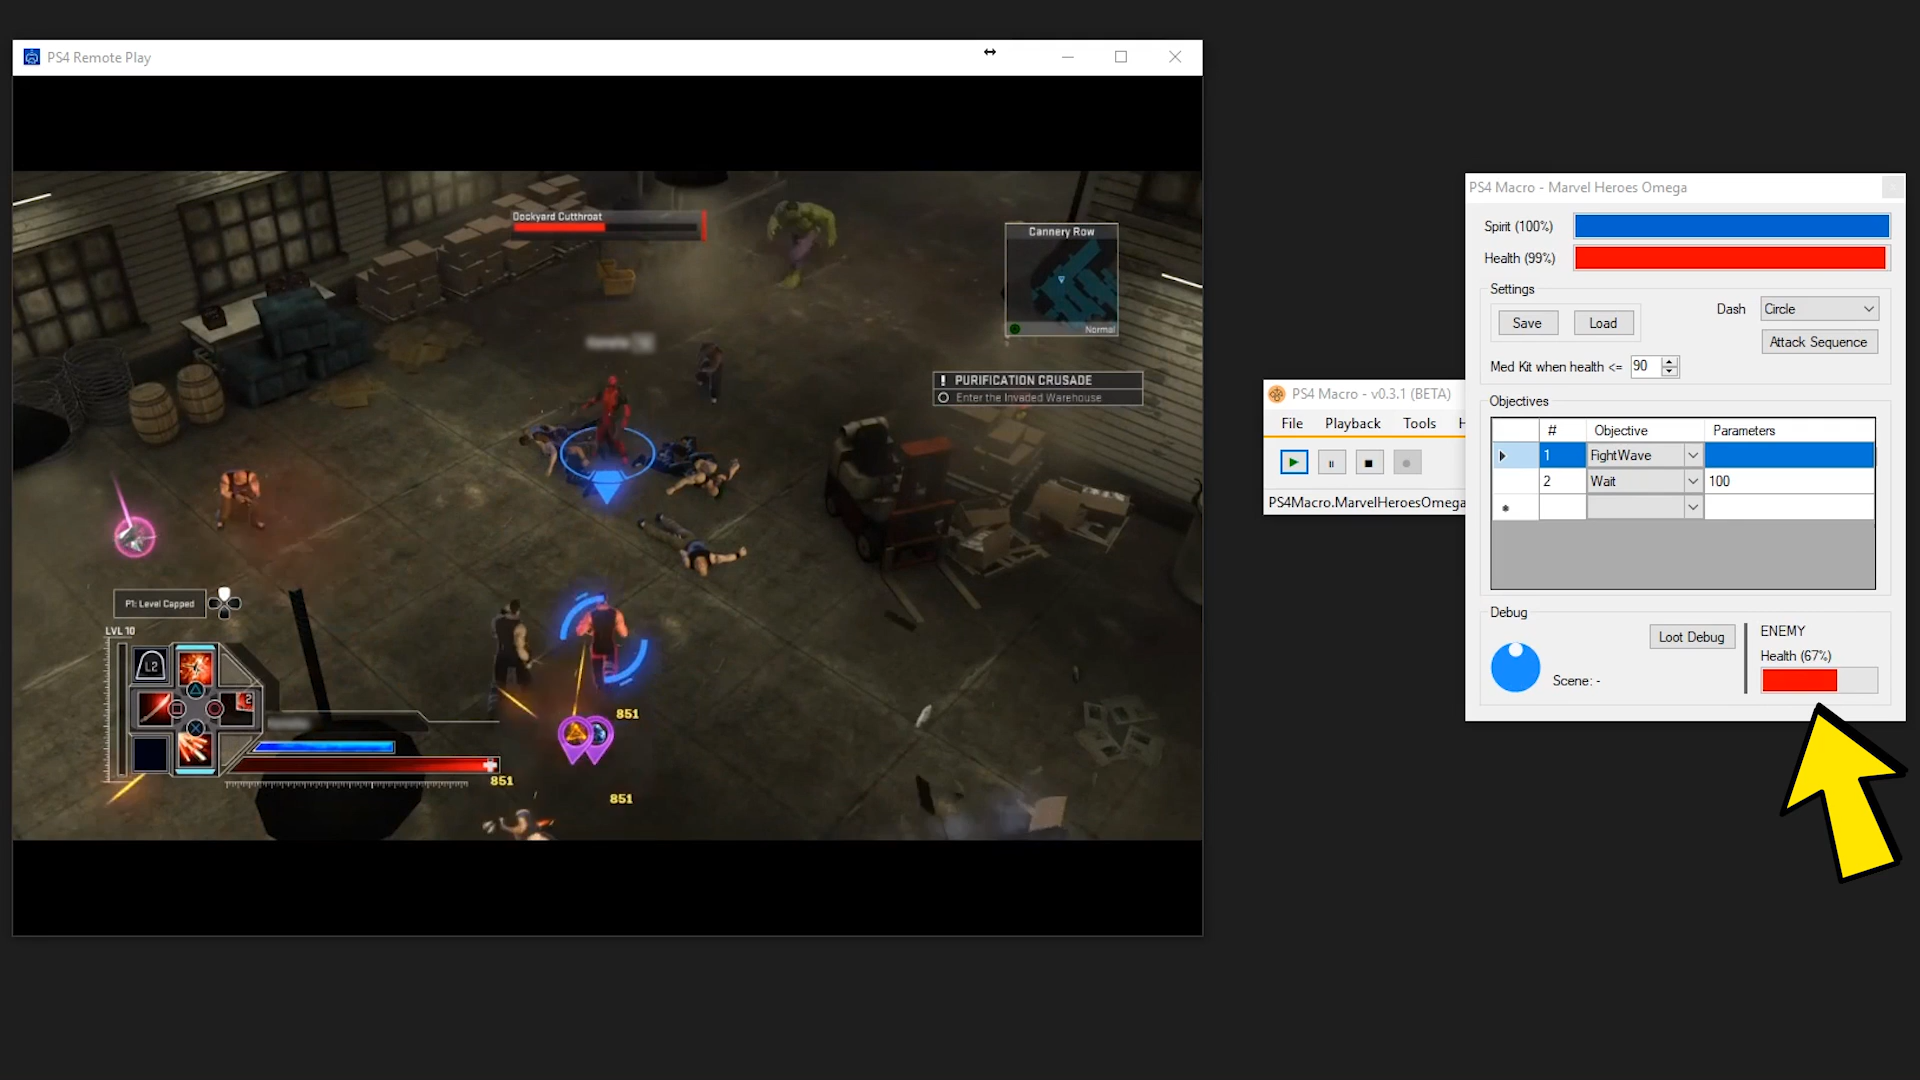 PS4 Remote Play
Dockyard Cutthroat
Cannery Row
Normal
! PURIFICATION CRUSADE
Enter the Invaded Warehouse
P1: Level Capped
LVL 10
L2
2
851
851
851
PS4 Macro - v0.3.1 (BETA)
File Playback Tools H
PS4Macro.MarvelHeroesOmega
PS4 Macro - Marvel Heroes Omega
Spirit (100%)
Health (99%)
Settings
Save Load
Dash Circle
Attack Sequence
Med Kit when health <= 90
Objectives
# Objective Parameters
1 FightWave
2 Wait 100
Debug
Loot Debug
Scene: -
ENEMY
Health (67%)